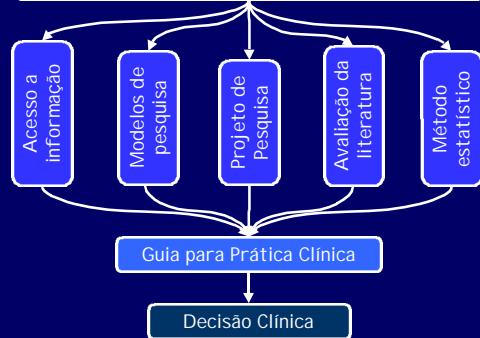 Acesso a
informação
Modelos de
pesquisa
Projeto de
Pesquisa
Avaliação da
literatura
Método
estatístico
Guia para Prática Clínica
Decisão Clínica